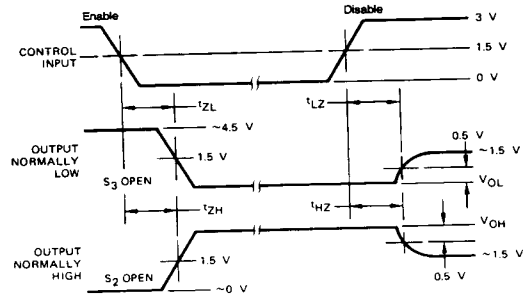 Enable
Disable
3 V
CONTROL
INPUT
1.5 V
0 V
tZL
tLZ
~4.5 V
0.5 V
OUTPUT
NORMALLY
LOW
1.5 V
~1.5 V
S3 OPEN
VOL
tZH
tHZ
VOH
OUTPUT
NORMALLY
HIGH
S2 OPEN
1.5 V
~1.5 V
~0 V
0.5 V